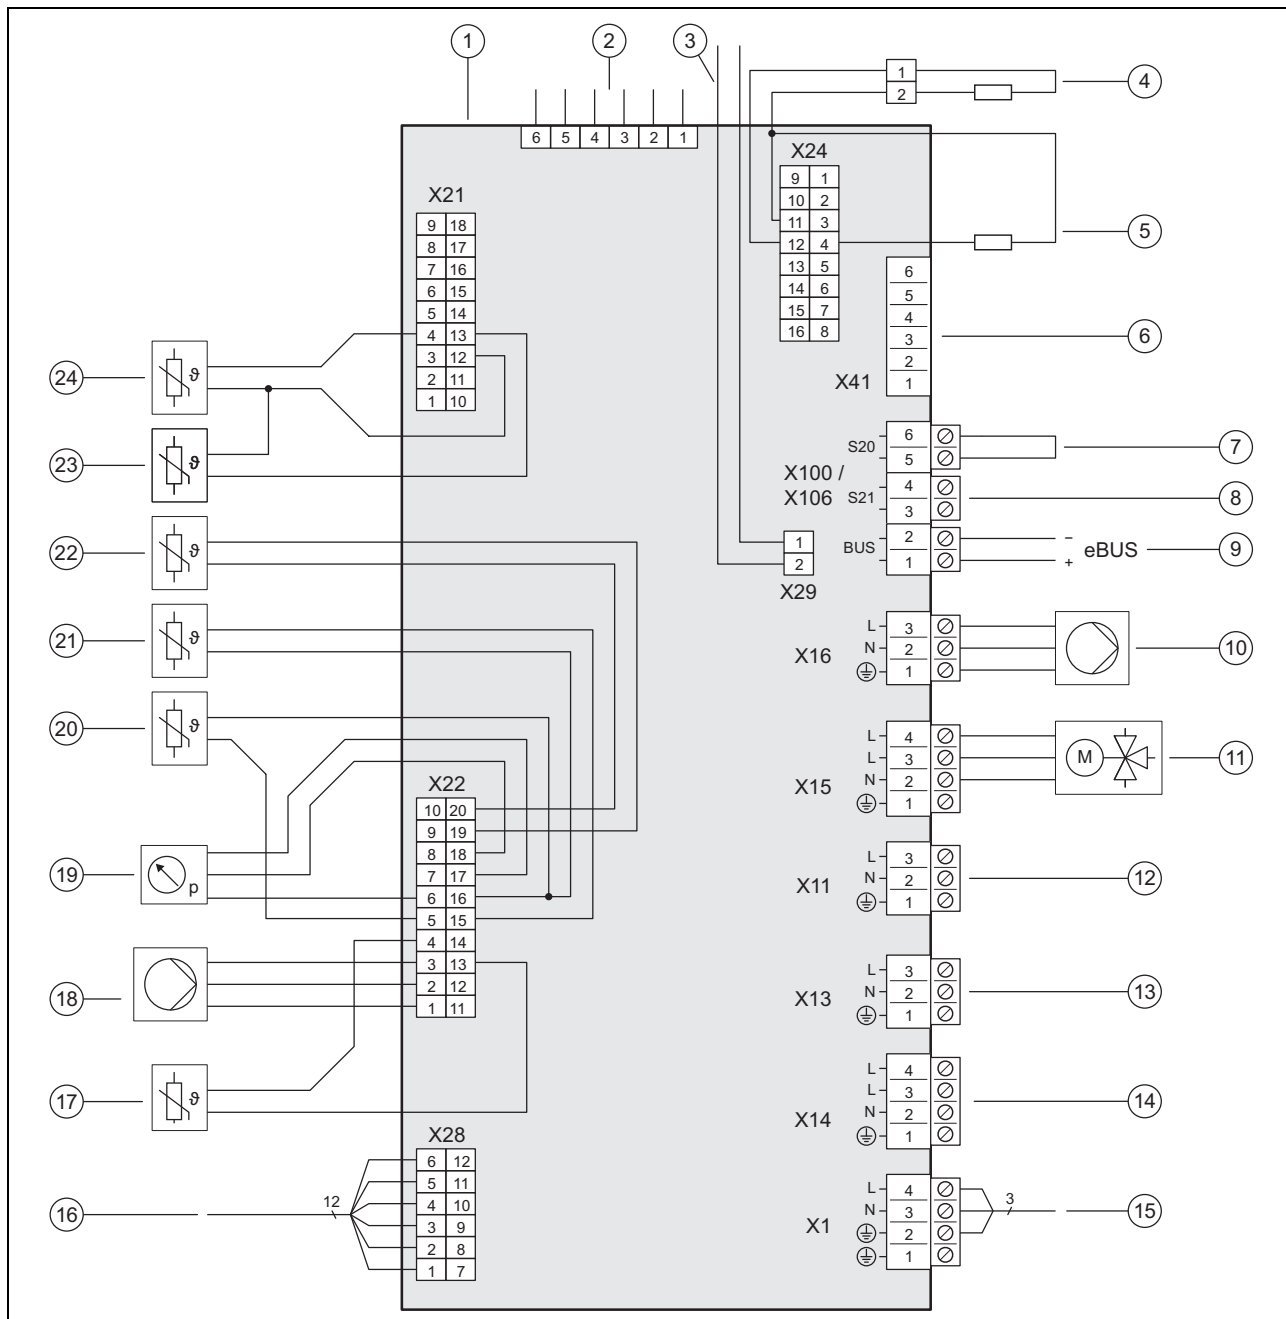 1 2 3
1
2
4
6 5 4 3 2 1
X24
9 1
10 2
11 3
12 4
13 5
14 6
15 7
16 8
5
X21
9 18
8 17
7 16
6 15
5 14
4 13
3 12
2 11
1 10
6
5
4
3
2
1
X41
6
24 ϑ
23 ϑ
S20
6
5
7
X100 /
X106
S21
4
3
8
BUS
2
1
− eBUS
+
9
1
2
X29
22 ϑ
21 ϑ
20 ϑ
X16
L 3
N 2
1
10
X15
L 4
L 3
N 2
1
M
11
X22
10 20
9 19
8 18
7 17
6 16
5 15
4 14
3 13
2 12
1 11
19 p
18
17 ϑ
X11
L 3
N 2
1
12
X13
L 3
N 2
1
13
X14
L 4
L 3
N 2
1
14
X28
6 12
5 11
4 10
3 9
2 8
1 7
16 12
X1
L 4
N 3
2
1
3
15